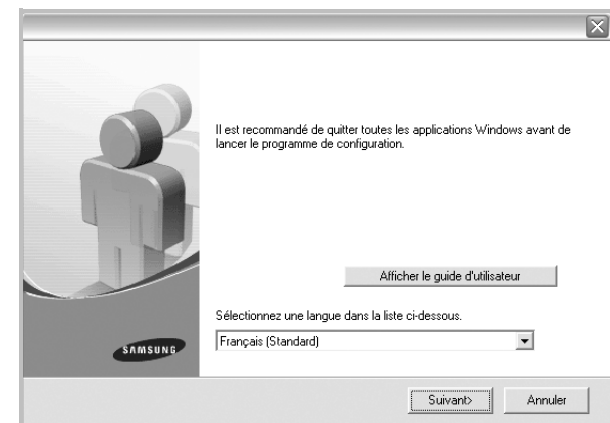 Il est recommandé de quitter toutes les applications Windows avant de
lancer le programme de configuration.
Afficher le guide d'utilisateur
Sélectionnez une langue dans la liste ci-dessous.
Français (Standard)
SAMSUNG
Suivant>
Annuler